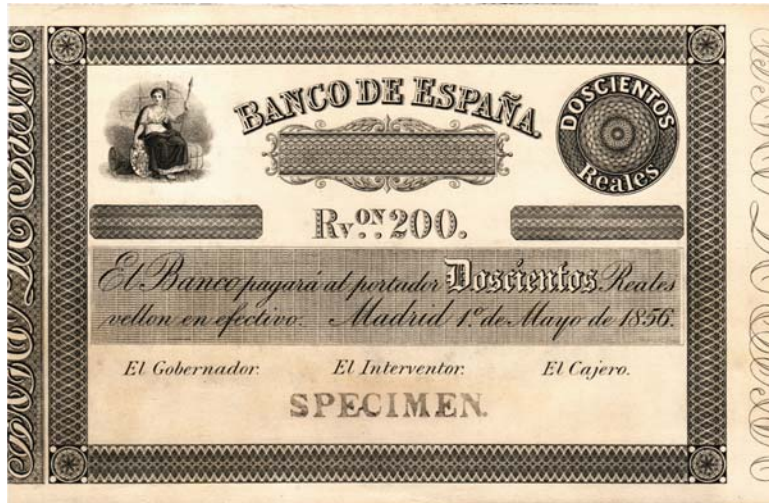 BANCO DE ESPAÑA.
DOSCIENTOS
Reales
Rv.ON 200.
El Banco pagará al portador Doscientos Reales
vellon en efectivo. Madrid 1º de Mayo de 1856.
El Gobernador. El Interventor. El Cajero.
SPECIMEN.